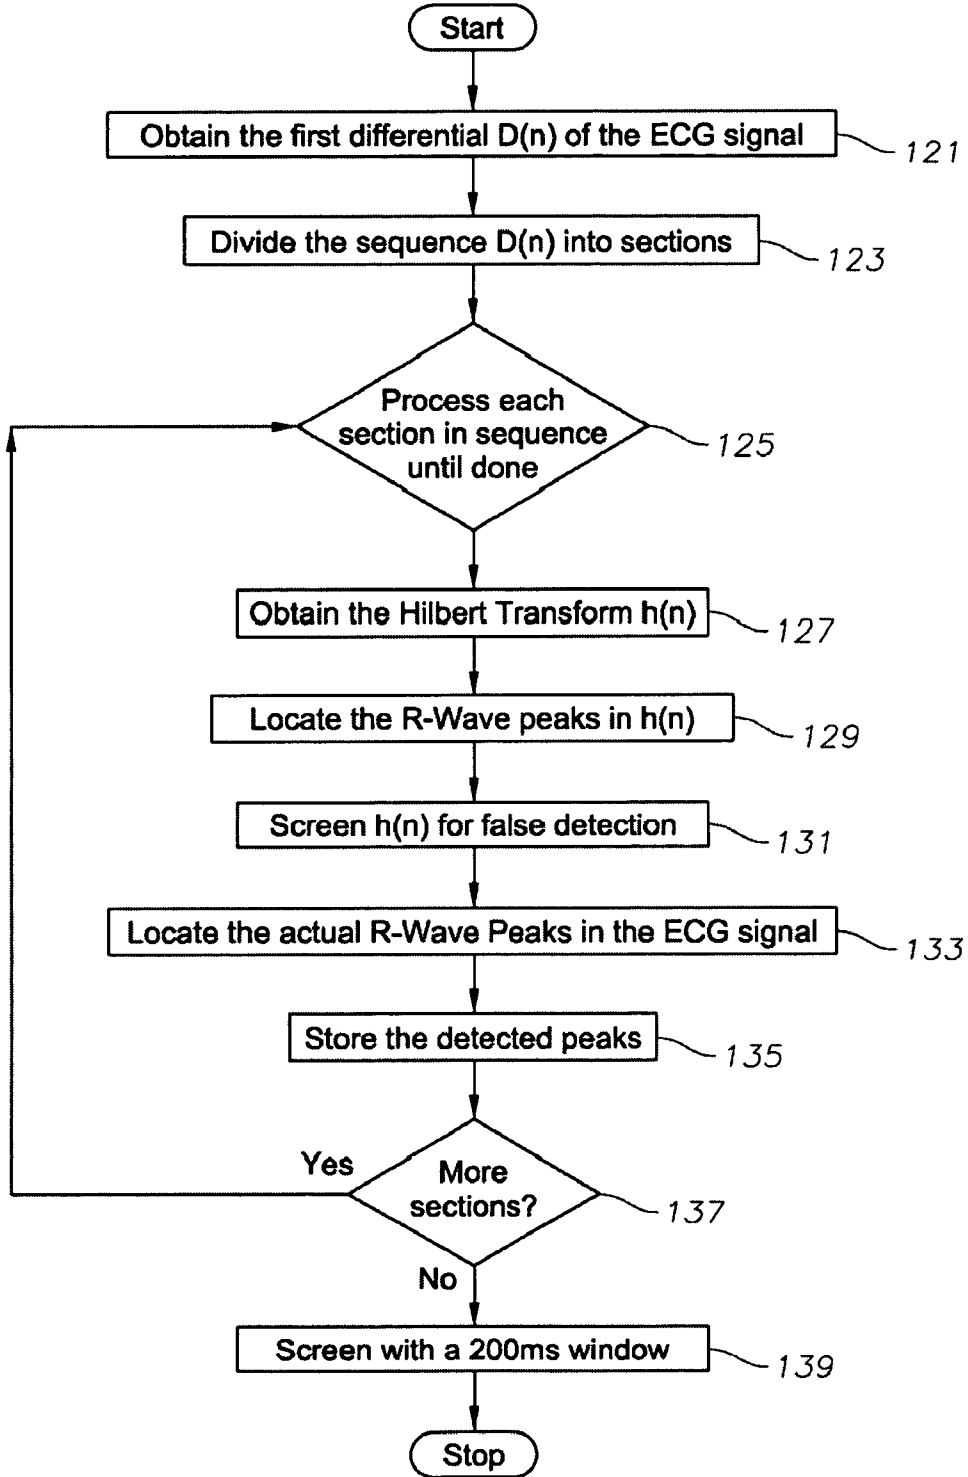 Start
Obtain the first differential D(n) of the ECG signal
121
Divide the sequence D(n) into sections
123
Process each
section in sequence
until done
125
Obtain the Hilbert Transform h(n)
127
Locate the R-Wave peaks in h(n)
129
Screen h(n) for false detection
131
Locate the actual R-Wave Peaks in the ECG signal
133
Store the detected peaks
135
Yes
More
sections?
137
No
Screen with a 200ms window
139
Stop